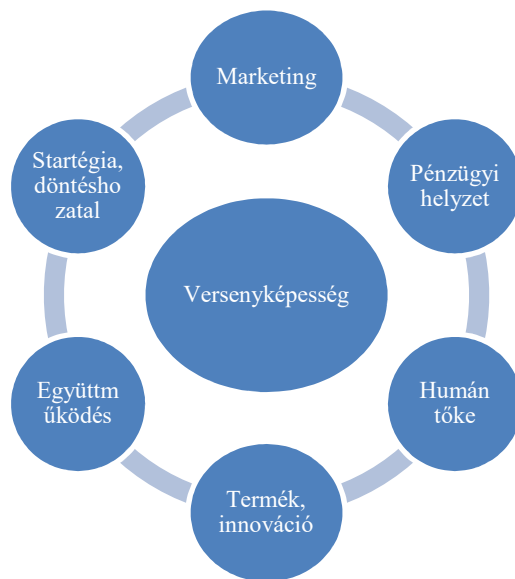 Marketing
Pénzügyi
helyzet
Humán
tőke
Termék,
innováció
Együttm
űködés
Startégia,
döntésho
zatal
Versenyképesség